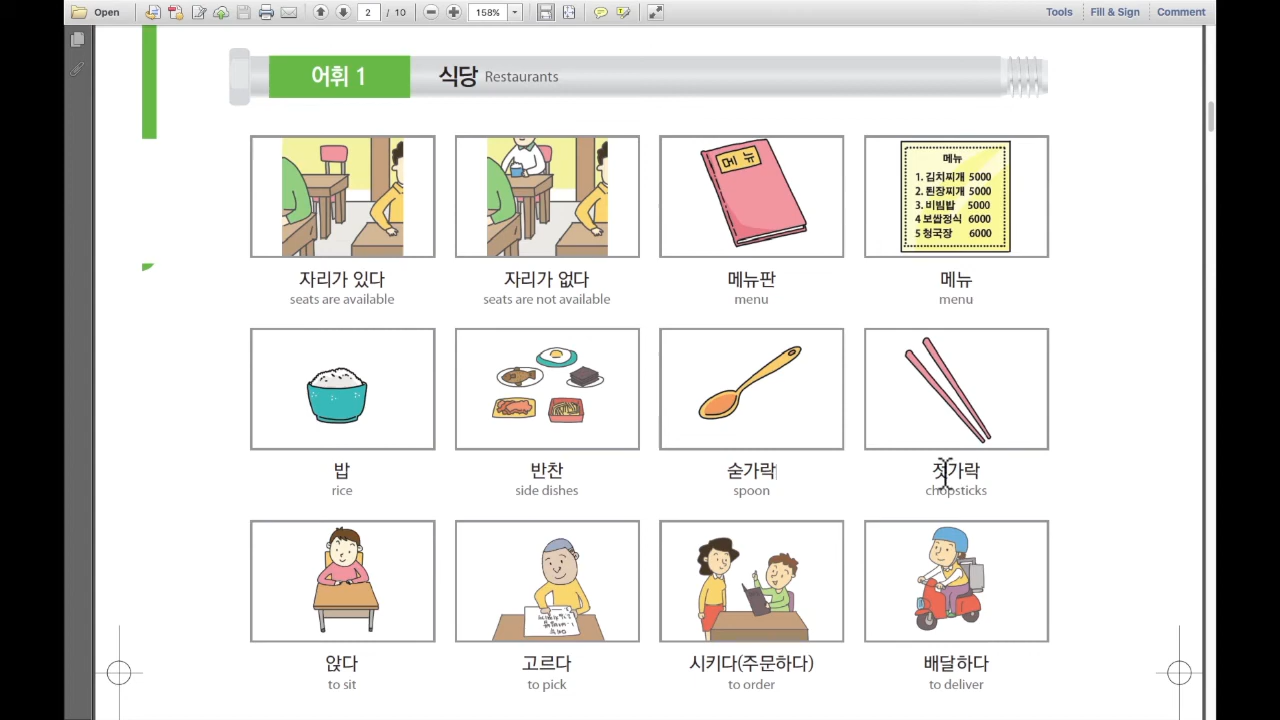 Open
2 / 10
158%
Tools
Fill & Sign
Comment
어휘 1
식당 Restaurants
메뉴
메뉴
1. 김치찌개 5000
2. 된장찌개 5000
3. 비빔밥 5000
4 보쌈정식 6000
5 청국장 6000
자리가 있다
seats are available
자리가 없다
seats are not available
메뉴판
menu
메뉴
menu
밥
rice
반찬
side dishes
숟가락
spoon
젓가락
chopsticks
앉다
to sit
고르다
to pick
시키다(주문하다)
to order
배달하다
to deliver